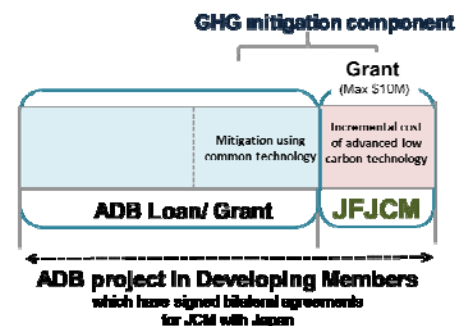 GHG mitigation component
Grant
(Max $10M)
Mitigation using
common technology
Incremental cost
of advanced low
carbon technology
ADB Loan/ Grant
JFJCM
ADB project in Developing Members
which have signed bilateral agreements
for JCM with Japan